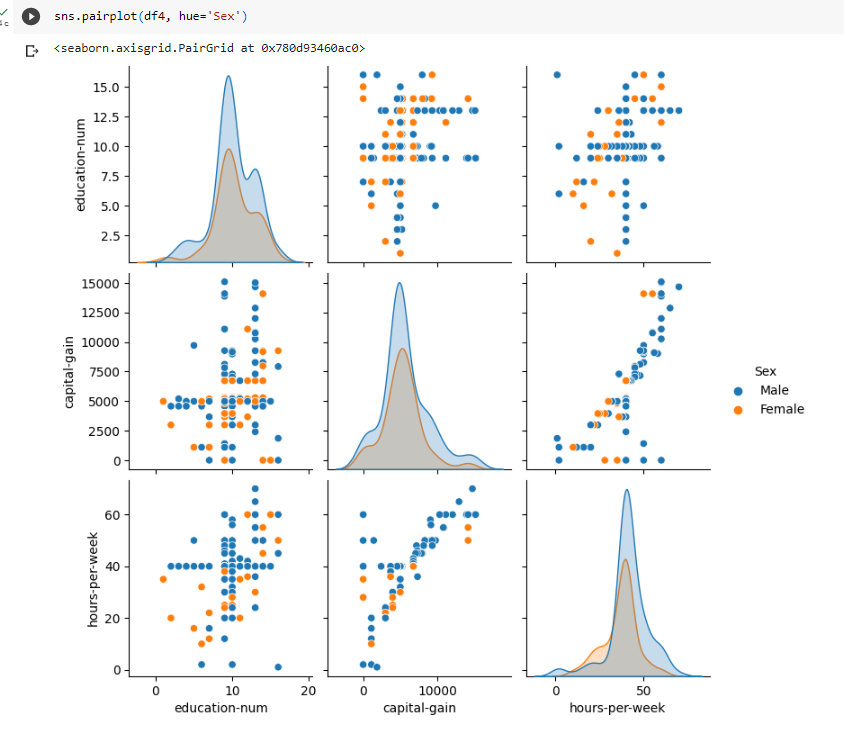 sns.pairplot(df4, hue='Sex')
<seaborn.axisgrid.PairGrid at 0x780d93460ac0>
education-num
15.0
12.5
10.0
7.5
5.0
2.5
capital-gain
15000
12500
10000
7500
5000
2500
0
Sex
Male
Female
hours-per-week
60
40
20
0
0 10 20
0 10000
0 50
education-num capital-gain hours-per-week